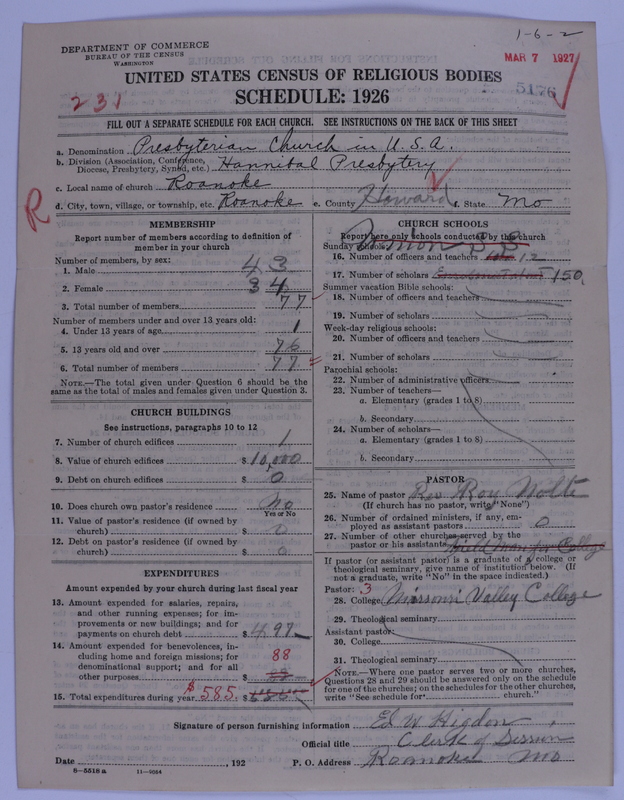 1-6-2
DEPARTMENT OF COMMERCE
BUREAU OF THE CENSUS
WASHINGTON
MAR 7 1927
UNITED STATES CENSUS OF RELIGIOUS BODIES
5176
231
SCHEDULE: 1926
FILL OUT A SEPARATE SCHEDULE FOR EACH CHURCH. SEE INSTRUCTIONS ON THE BACK OF THIS SHEET
a. Denomination Presbyterian Church in U.S.A.
b. Division (Association, Conference, Diocese, Presbytery, Synod, etc.) Hannibal Presbytery
c. Local name of church Roanoke
d. City, town, village, or township, etc. Roanoke e. County Howard f. State Mo
R
MEMBERSHIP
Report number of members according to definition of member in your church
Number of members, by sex:
1. Male 43
2. Female 34
3. Total number of members 77
Number of members under and over 13 years old:
4. Under 13 years of age 1
5. 13 years old and over 76
6. Total number of members 77
NOTE.—The total given under Question 6 should be the same as the total of males and females given under Question 3.
CHURCH BUILDINGS
See instructions, paragraphs 10 to 12
7. Number of church edifices 1
8. Value of church edifices $ 10,000
9. Debt on church edifices $ 0
10. Does church own pastor's residence No
Yes or No
11. Value of pastor's residence (if owned by church) $ 0
12. Debt on pastor's residence (if owned by church) $ 0
EXPENDITURES
Amount expended by your church during last fiscal year
13. Amount expended for salaries, repairs, and other running expenses; for improvements or new buildings; and for payments on church debt $ 497
14. Amount expended for benevolences, including home and foreign missions; for denominational support; and for all other purposes $ 88
15. Total expenditures during year $ 585. $
CHURCH SCHOOLS
Report here only schools conducted by this church
Sunday schools: Union S S
16. Number of officers and teachers 12
17. Number of scholars 150
Summer vacation Bible schools:
18. Number of officers and teachers
19. Number of scholars
Week-day religious schools:
20. Number of officers and teachers
21. Number of scholars
Parochial schools:
22. Number of administrative officers
23. Number of teachers—
a. Elementary (grades 1 to 8)
b. Secondary
24. Number of scholars—
a. Elementary (grades 1 to 8)
b. Secondary
PASTOR
25. Name of pastor Rev Roy Nolte
(If church has no pastor, write "None")
26. Number of ordained ministers, if any, employed as assistant pastors 0
27. Number of other churches served by the pastor or his assistants
If pastor (or assistant pastor) is a graduate of a college or theological seminary, give name of institution below. (If not a graduate, write "No" in the space indicated.)
Pastor: 3
28. College Missouri Valley College
29. Theological seminary
Assistant pastor:
30. College
31. Theological seminary
NOTE.—Where one pastor serves two or more churches, Questions 28 and 29 should be answered only on the schedule for one of the churches; on the schedules for the other churches, write "See schedule for church."
Signature of person furnishing information Ed W Higdon
Official title Clerk of Session
Date , 192 P. O. Address Roanoke Mo
8—5518 a 11—9064